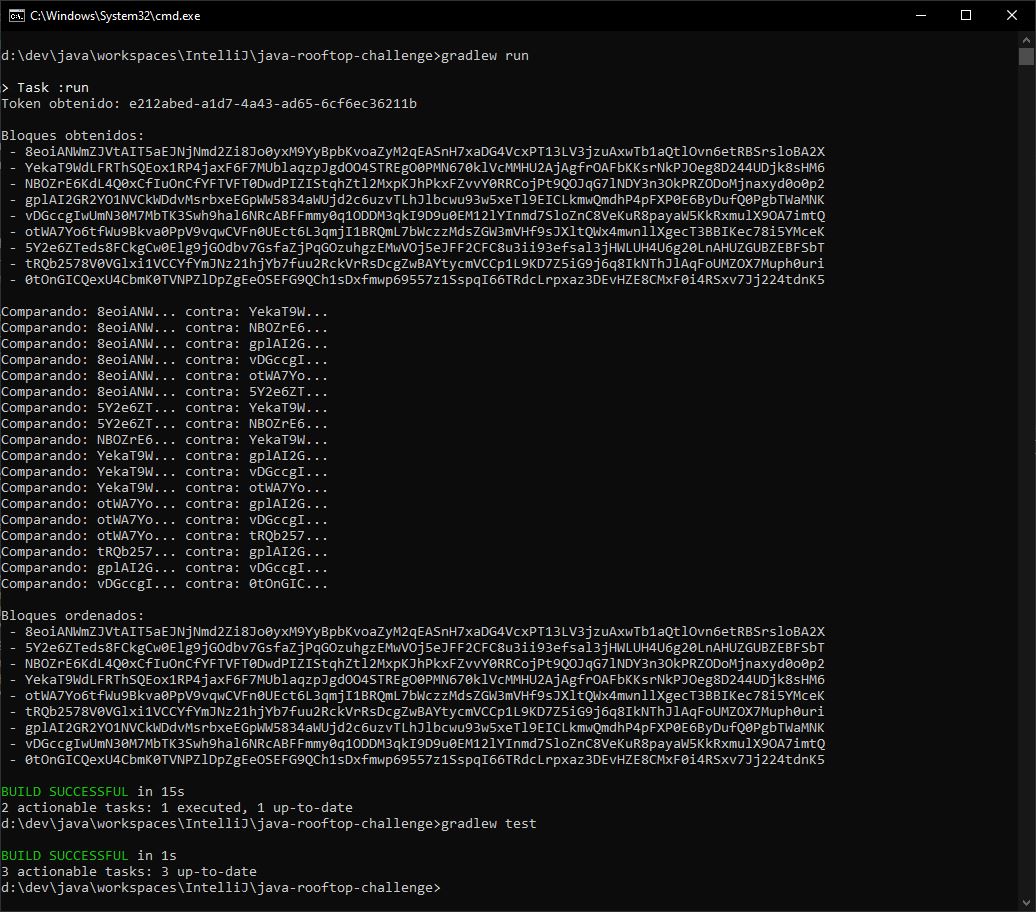 C:\Windows\System32\cmd.exe
d:\dev\java\workspaces\IntelliJ\java-rooftop-challenge>gradlew run
> Task :run
Token obtenido: e212abed-a1d7-4a43-ad65-6cf6ec36211b
Bloques obtenidos:
- 8eoiANWmZJVtAIT5aEJNjNmd2Zi8Jo0yxM9YyBpbKvoaZyM2qEASnH7xaDG4VcxPT13LV3jzuAxwTb1aQtlOvn6etRBSrsloBA2X
- YekaT9WdLFRThSQEox1RP4jaxF6F7MUblaqzpJgdOO4STREgO0PMN670klVcMMHU2AjAgfrOAFbKKsrNkPJOeg8D244UDjk8sHM6
- NBOZrE6KdL4Q0xCfIuOnCfYFTVFT0DwdPIZIStqhZtl2MxpKJhPkxFZvvY0RRCojPt9QOJqG7lNDY3n3OkPRZODoMjnaxyd0o0p2
- gplAI2GR2YO1NVCkWDdvMsrbxeEGpWW5834aWUjd2c6uzvTLhJlbcwu93w5xeTl9EICLkmwQmdhP4pFXP0E6ByDufQ0PgbTWaMNK
- vDGccgIwUmN30M7MbTK3Swh9hal6NRcABFFmmy0q1ODDM3qkI9D9u0EM12lYInmd7SloZnC8VeKuR8payaW5KkRxmulX9OA7imtQ
- otWA7Yo6tfWu9Bkva0PpV9vqwCVFn0UEct6L3qmjI1BRQmL7bWczzMdsZGW3mVHf9sJXltQWx4mwnllXgecT3BBIKec78i5YMceK
- 5Y2e6ZTeds8FCkgCw0Elg9jGOdbv7GsfaZjPqGOzuhgzEMwVOj5eJFF2CFC8u3ii93efsal3jHWLUH4U6g20LnAHUZGUBZEBFSbT
- tRQb2578V0VGlxi1VCCYfYmJNz21hjYb7fuu2RckVrRsDcgZwBAYtycmVCCp1L9KD7Z5iG9j6q8IkNThJlAqFoUMZOX7Muph0uri
- 0tOnGICQexU4CbmK0TVNPZlDpZgEeOSEFG9QCh1sDxfmwp69557z1SspqI66TRdcLrpxaz3DEvHZE8CMxF0i4RSxv7Jj224tdnK5
Comparando: 8eoiANW... contra: YekaT9W...
Comparando: 8eoiANW... contra: NBOZrE6...
Comparando: 8eoiANW... contra: gplAI2G...
Comparando: 8eoiANW... contra: vDGccgI...
Comparando: 8eoiANW... contra: otWA7Yo...
Comparando: 8eoiANW... contra: 5Y2e6ZT...
Comparando: 5Y2e6ZT... contra: YekaT9W...
Comparando: 5Y2e6ZT... contra: NBOZrE6...
Comparando: NBOZrE6... contra: YekaT9W...
Comparando: YekaT9W... contra: gplAI2G...
Comparando: YekaT9W... contra: vDGccgI...
Comparando: YekaT9W... contra: otWA7Yo...
Comparando: otWA7Yo... contra: gplAI2G...
Comparando: otWA7Yo... contra: vDGccgI...
Comparando: otWA7Yo... contra: tRQb257...
Comparando: tRQb257... contra: gplAI2G...
Comparando: gplAI2G... contra: vDGccgI...
Comparando: vDGccgI... contra: 0tOnGIC...
Bloques ordenados:
- 8eoiANWmZJVtAIT5aEJNjNmd2Zi8Jo0yxM9YyBpbKvoaZyM2qEASnH7xaDG4VcxPT13LV3jzuAxwTb1aQtlOvn6etRBSrsloBA2X
- 5Y2e6ZTeds8FCkgCw0Elg9jGOdbv7GsfaZjPqGOzuhgzEMwVOj5eJFF2CFC8u3ii93efsal3jHWLUH4U6g20LnAHUZGUBZEBFSbT
- NBOZrE6KdL4Q0xCfIuOnCfYFTVFT0DwdPIZIStqhZtl2MxpKJhPkxFZvvY0RRCojPt9QOJqG7lNDY3n3OkPRZODoMjnaxyd0o0p2
- YekaT9WdLFRThSQEox1RP4jaxF6F7MUblaqzpJgdOO4STREgO0PMN670klVcMMHU2AjAgfrOAFbKKsrNkPJOeg8D244UDjk8sHM6
- otWA7Yo6tfWu9Bkva0PpV9vqwCVFn0UEct6L3qmjI1BRQmL7bWczzMdsZGW3mVHf9sJXltQWx4mwnllXgecT3BBIKec78i5YMceK
- tRQb2578V0VGlxi1VCCYfYmJNz21hjYb7fuu2RckVrRsDcgZwBAYtycmVCCp1L9KD7Z5iG9j6q8IkNThJlAqFoUMZOX7Muph0uri
- gplAI2GR2YO1NVCkWDdvMsrbxeEGpWW5834aWUjd2c6uzvTLhJlbcwu93w5xeTl9EICLkmwQmdhP4pFXP0E6ByDufQ0PgbTWaMNK
- vDGccgIwUmN30M7MbTK3Swh9hal6NRcABFFmmy0q1ODDM3qkI9D9u0EM12lYInmd7SloZnC8VeKuR8payaW5KkRxmulX9OA7imtQ
- 0tOnGICQexU4CbmK0TVNPZlDpZgEeOSEFG9QCh1sDxfmwp69557z1SspqI66TRdcLrpxaz3DEvHZE8CMxF0i4RSxv7Jj224tdnK5
BUILD SUCCESSFUL in 15s
2 actionable tasks: 1 executed, 1 up-to-date
d:\dev\java\workspaces\IntelliJ\java-rooftop-challenge>gradlew test
BUILD SUCCESSFUL in 1s
3 actionable tasks: 3 up-to-date
d:\dev\java\workspaces\IntelliJ\java-rooftop-challenge>